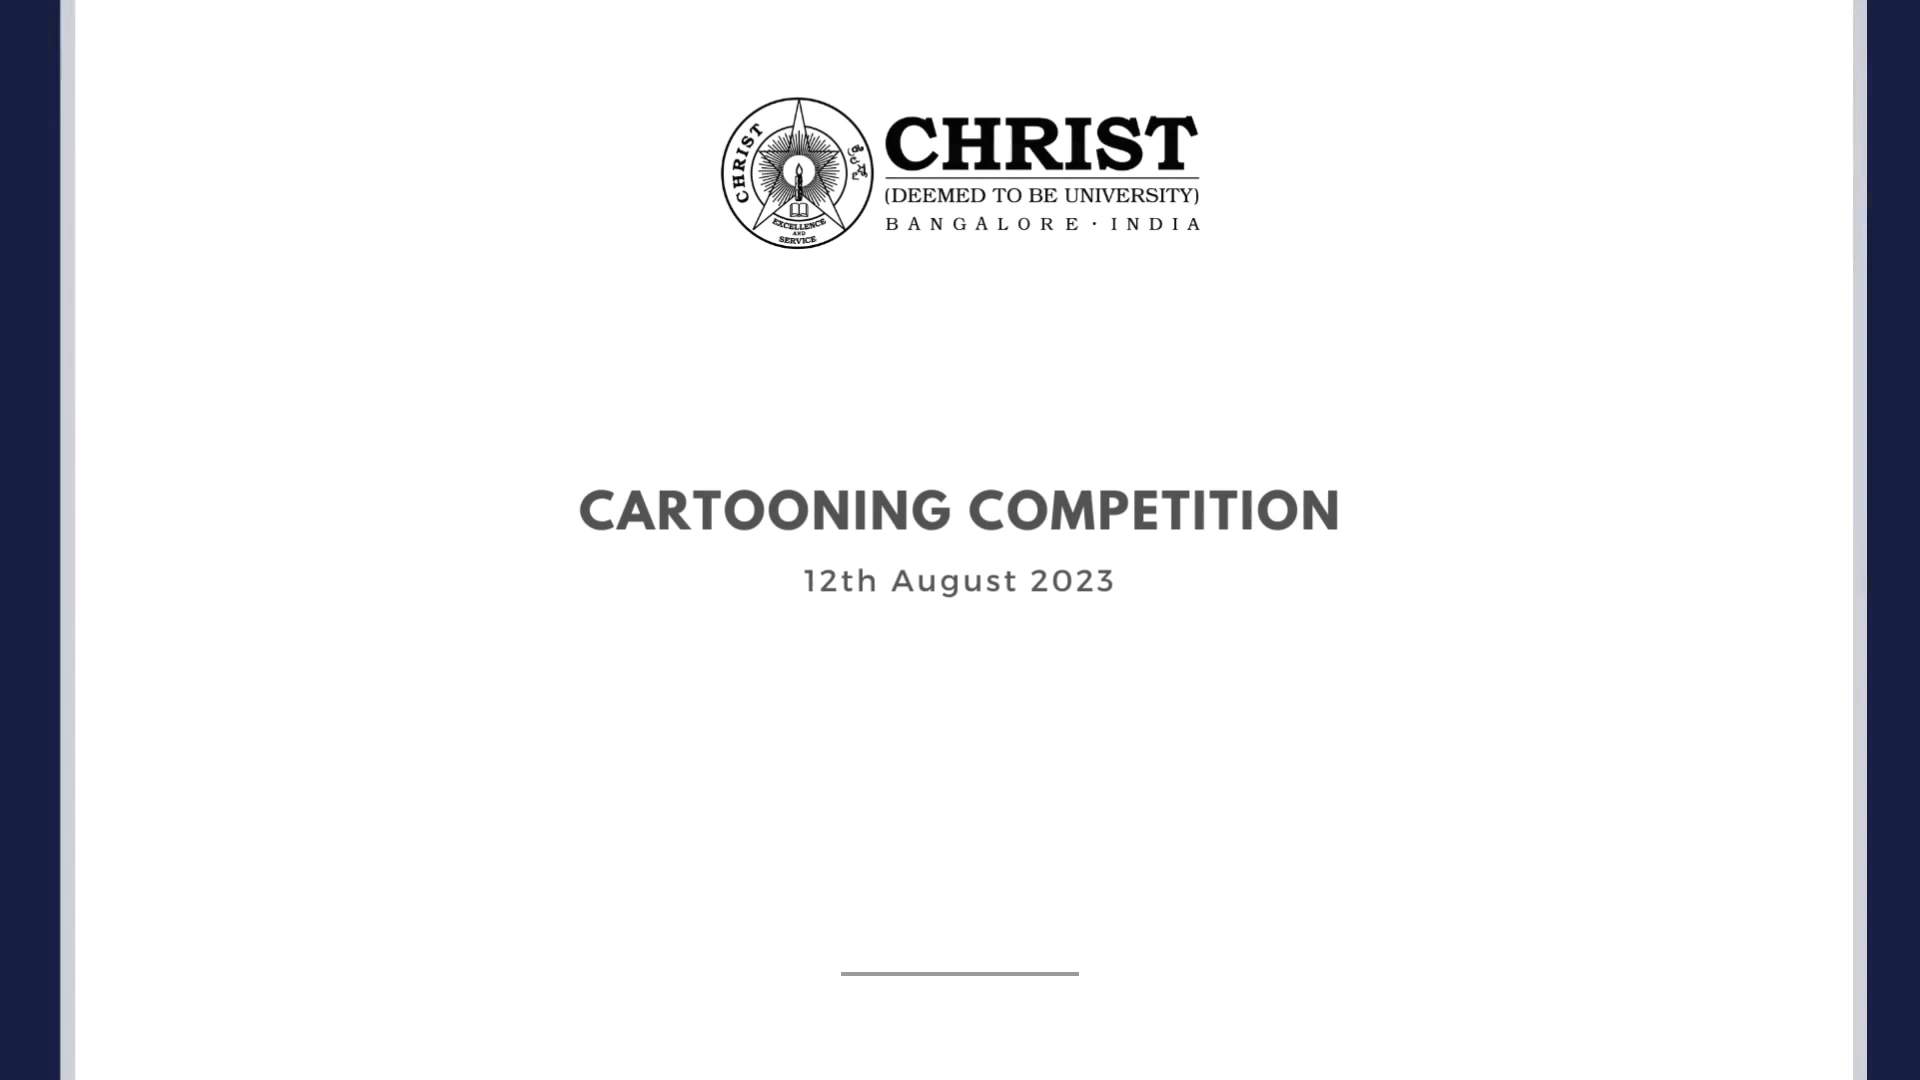 CHRIST
EXCELLENCE
AND
SERVICE
CHRIST
(DEEMED TO BE UNIVERSITY)
BANGALORE · INDIA
CARTOONING COMPETITION
12th August 2023